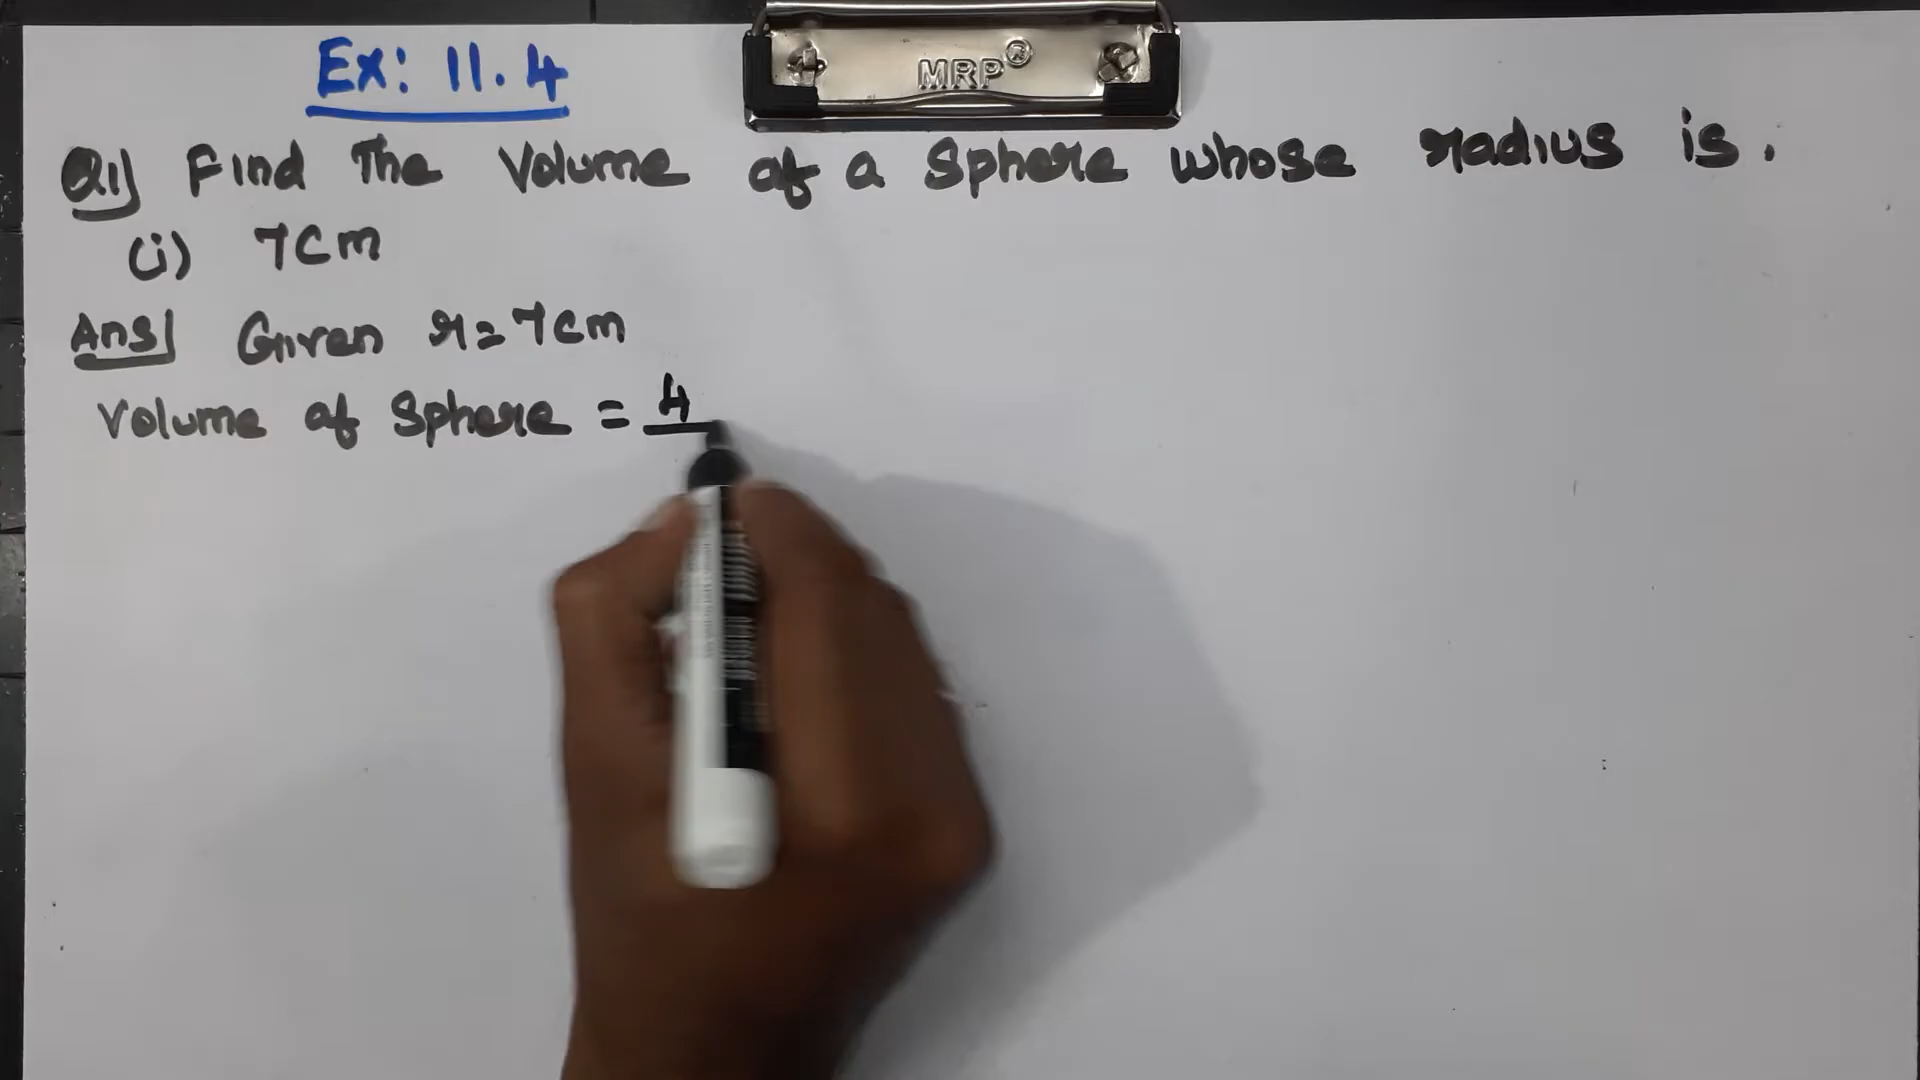 MRP®
Ex: 11.4
Q1) Find The Volume of a Sphere whose radius is.
(i) 7cm
Ans) Given r=7cm
Volume of Sphere = 4